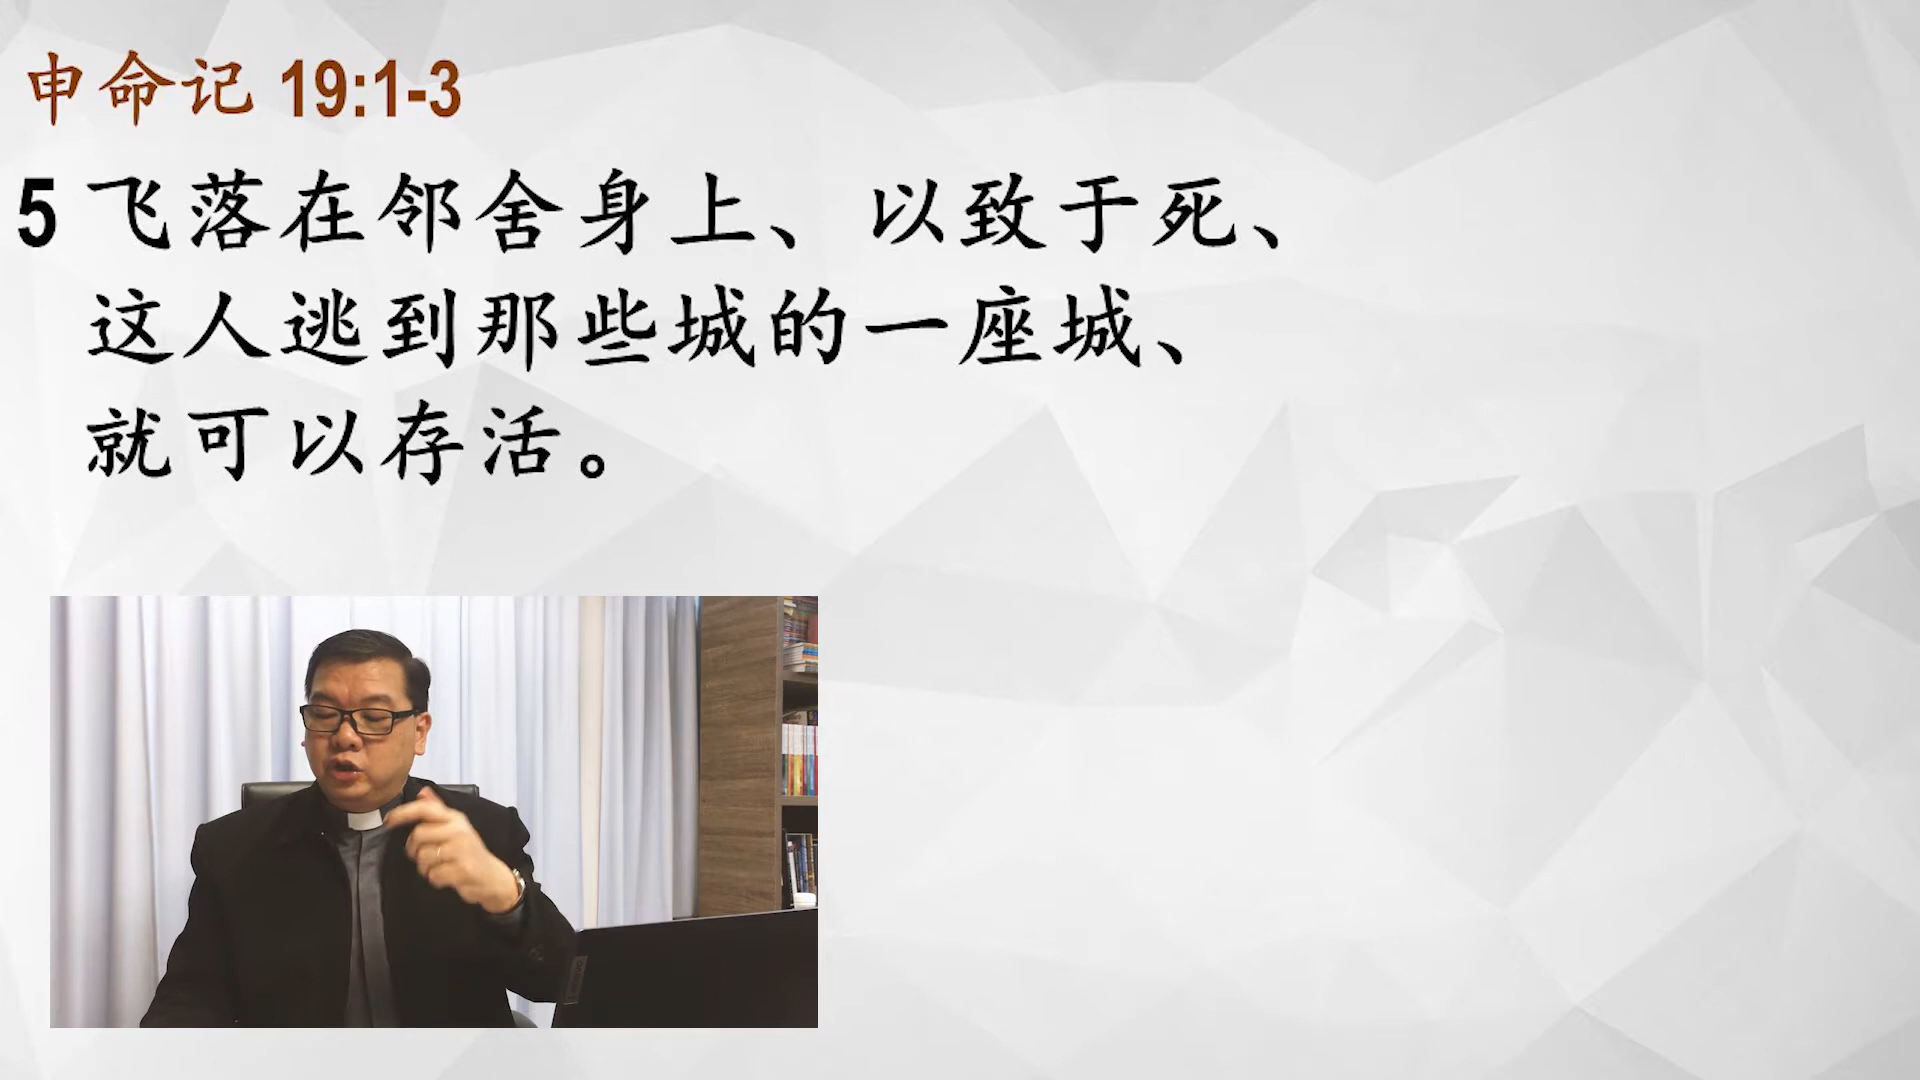 申命记 19:1-3
5 飞落在邻舍身上、以致于死、
这人逃到那些城的一座城、
就可以存活。